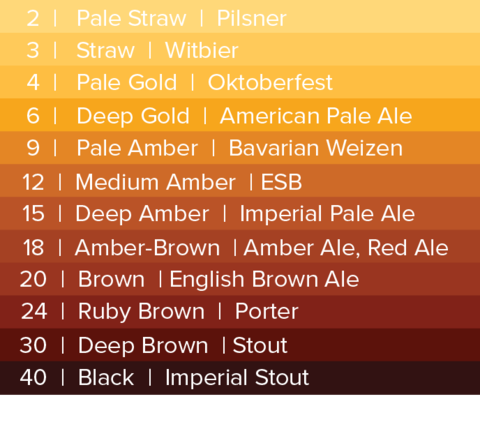 2 | Pale Straw | Pilsner
3 | Straw | Witbier
4 | Pale Gold | Oktoberfest
6 | Deep Gold | American Pale Ale
9 | Pale Amber | Bavarian Weizen
12 | Medium Amber | ESB
15 | Deep Amber | Imperial Pale Ale
18 | Amber-Brown | Amber Ale, Red Ale
20 | Brown | English Brown Ale
24 | Ruby Brown | Porter
30 | Deep Brown | Stout
40 | Black | Imperial Stout